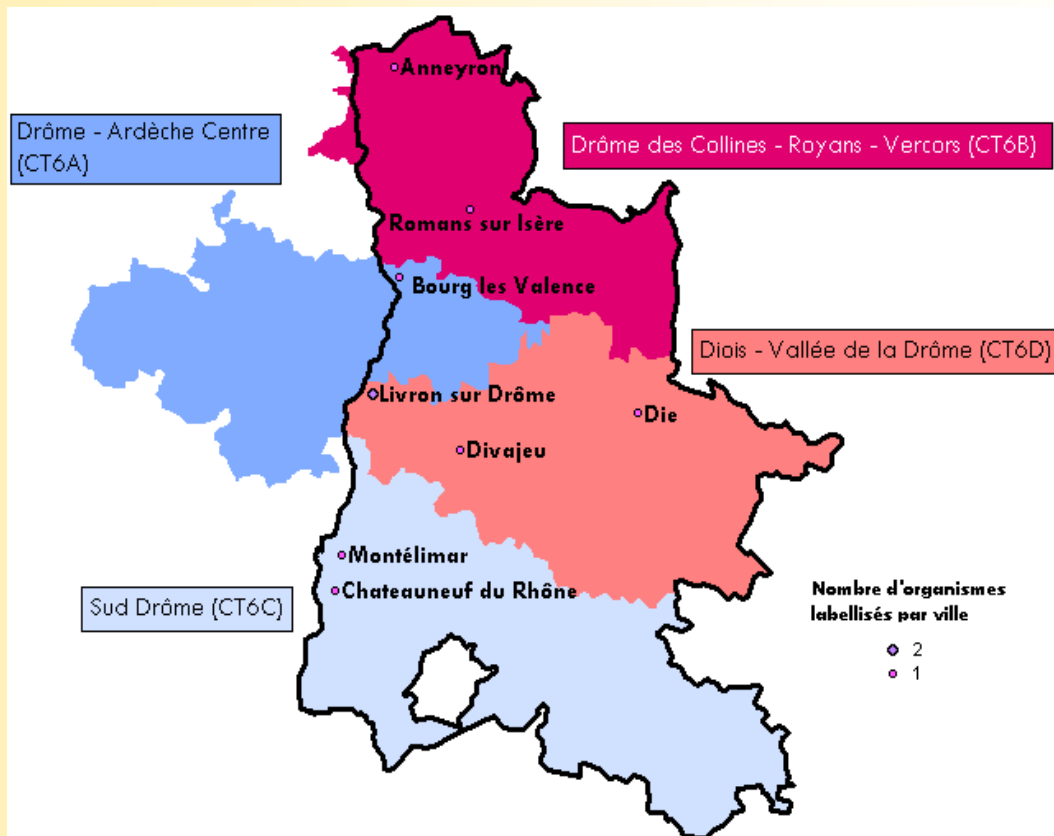 Anneyron
Drôme - Ardèche Centre
(CT6A)
Drôme des Collines - Royans - Vercors (CT6B)
Romans sur Isère
Bourg les Valence
Diois - Vallée de la Drôme (CT6D)
Livron sur Drôme
Die
Divajeu
Montélimar
Chateauneuf du Rhône
Sud Drôme (CT6C)
Nombre d'organismes
labellisés par ville
2
1